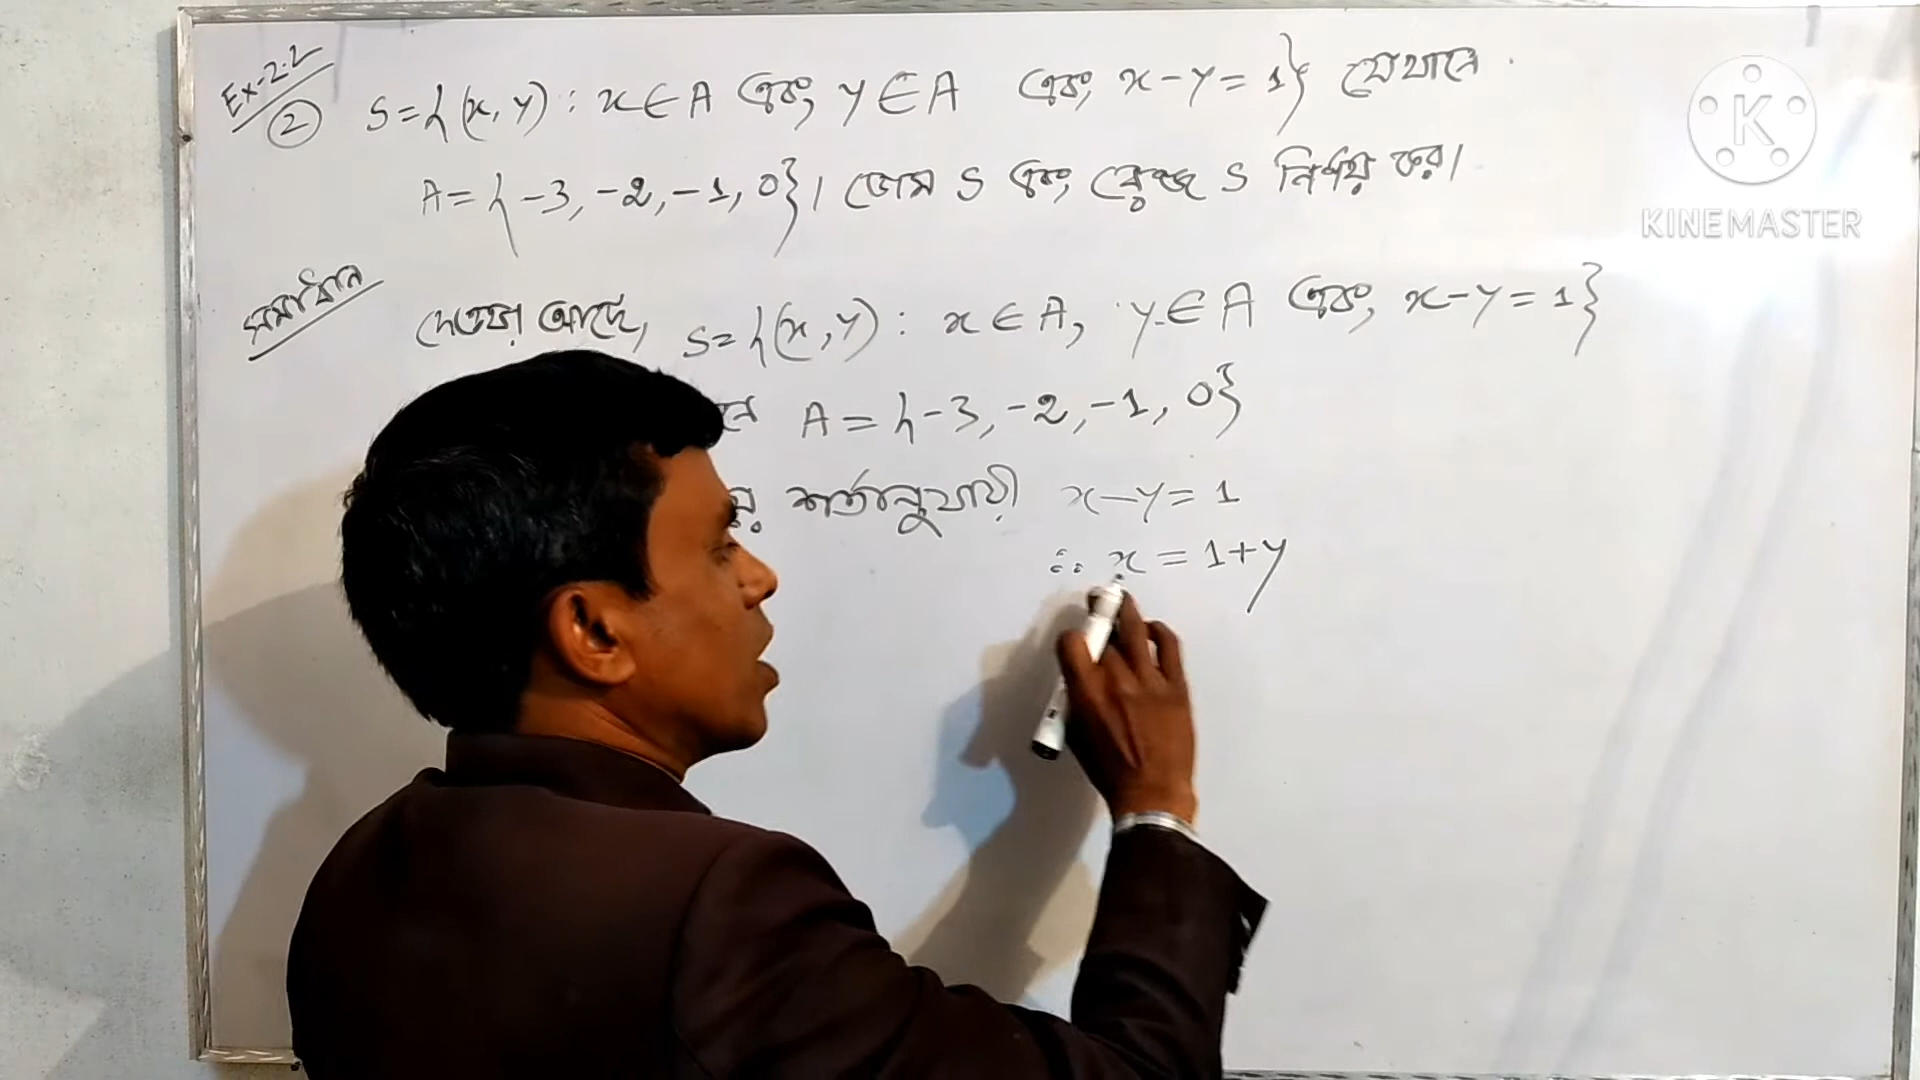 Ex-2.2
② S = {(x, y) : x ∈ A এবং y ∈ A এবং x - y = 1} যেখানে
A = {-3, -2, -1, 0}। ডোম S এবং রেঞ্জ S নির্ণয় কর।
KINEMASTER
সমাধান
দেওয়া আছে, S = {(x, y) : x ∈ A, y ∈ A এবং x - y = 1}
A = {-3, -2, -1, 0}
শর্তানুযায়ী x - y = 1
∴ x = 1 + y